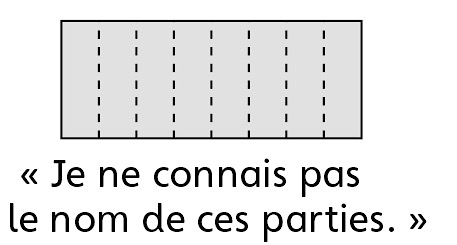 « Je ne connais pas
le nom de ces parties. »